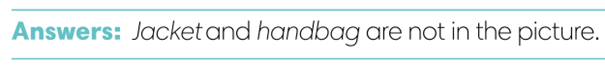 Answers: Jacket and handbag are not in the picture.